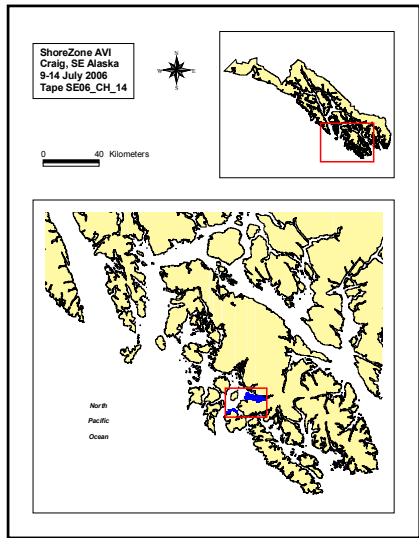 ShoreZone AVI
Craig, SE Alaska
9-14 July 2006
Tape SE06_CH_14
N
W E
S
0 40 Kilometers
North
Pacific
Ocean